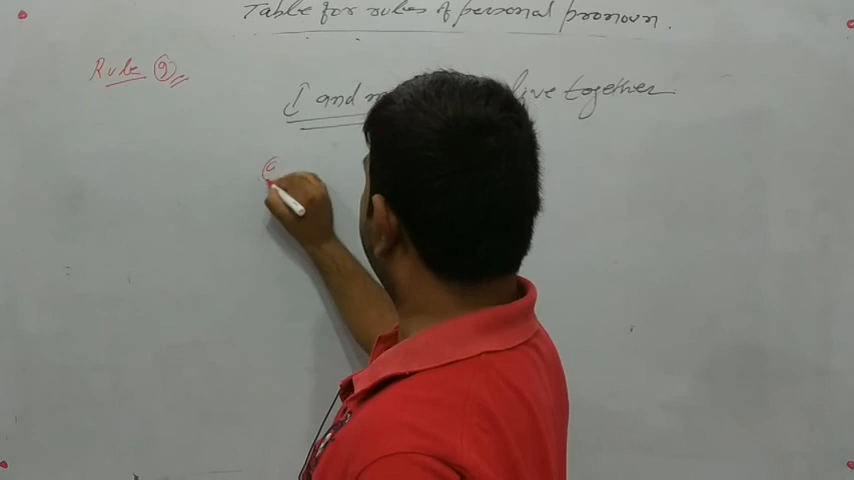 Table for rules of personal pronoun.
Rule 9
I and live together